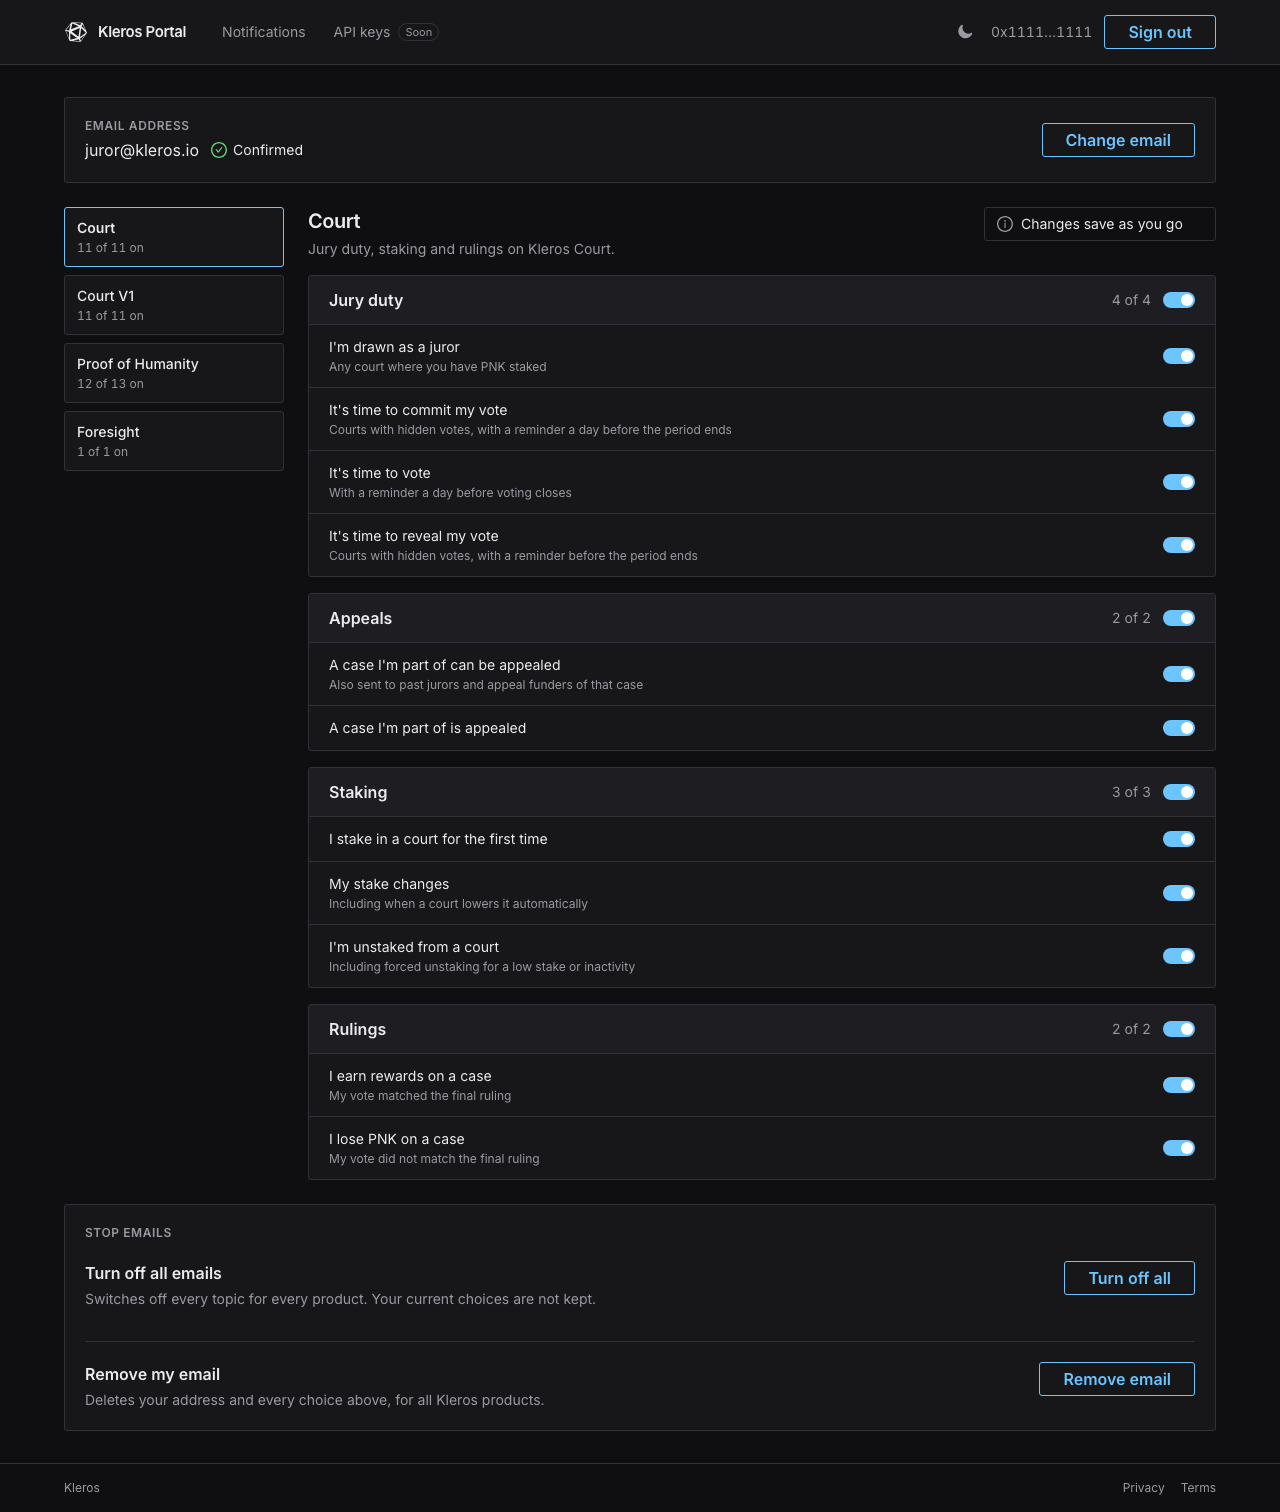 Kleros Portal
Notifications
API keys
Soon
0x1111...1111
Sign out
EMAIL ADDRESS
juror@kleros.io
Confirmed
Change email
Court
11 of 11 on
Court V1
11 of 11 on
Proof of Humanity
12 of 13 on
Foresight
1 of 1 on
Court
Jury duty, staking and rulings on Kleros Court.
Changes save as you go
Jury duty
4 of 4
I'm drawn as a juror
Any court where you have PNK staked
It's time to commit my vote
Courts with hidden votes, with a reminder a day before the period ends
It's time to vote
With a reminder a day before voting closes
It's time to reveal my vote
Courts with hidden votes, with a reminder before the period ends
Appeals
2 of 2
A case I'm part of can be appealed
Also sent to past jurors and appeal funders of that case
A case I'm part of is appealed
Staking
3 of 3
I stake in a court for the first time
My stake changes
Including when a court lowers it automatically
I'm unstaked from a court
Including forced unstaking for a low stake or inactivity
Rulings
2 of 2
I earn rewards on a case
My vote matched the final ruling
I lose PNK on a case
My vote did not match the final ruling
STOP EMAILS
Turn off all emails
Switches off every topic for every product. Your current choices are not kept.
Turn off all
Remove my email
Deletes your address and every choice above, for all Kleros products.
Remove email
Kleros
Privacy
Terms